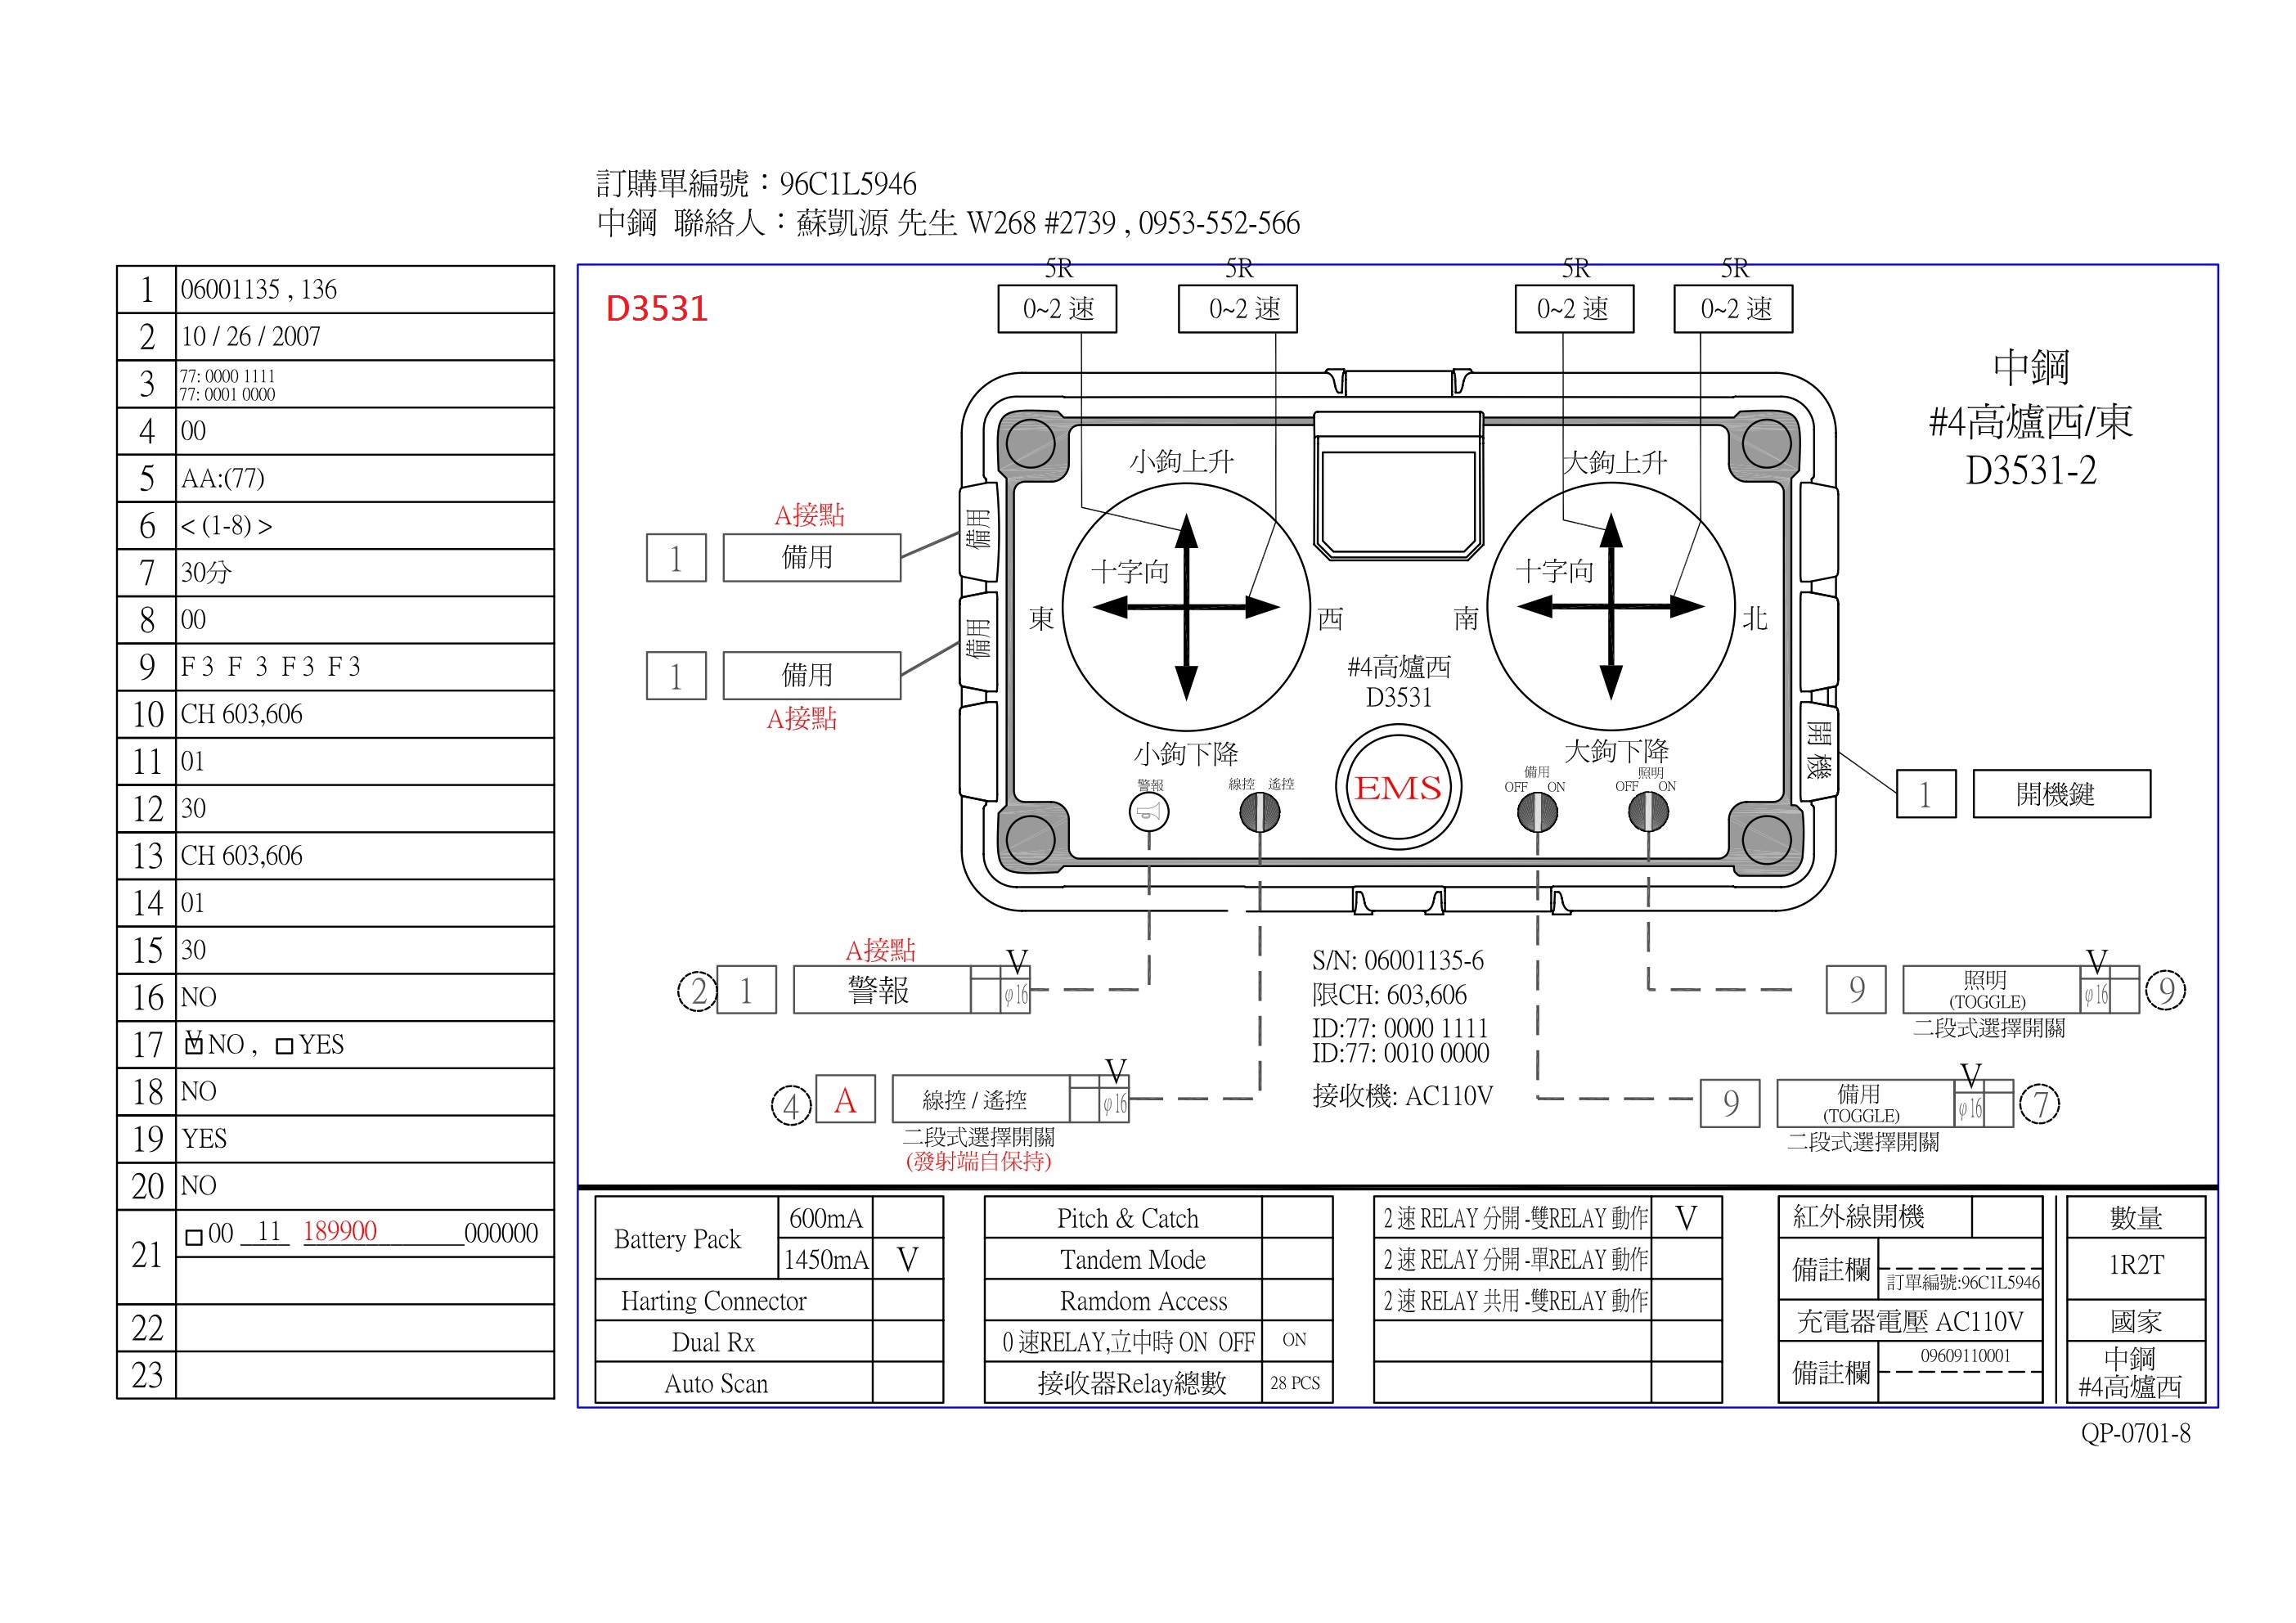 訂購單編號：96C1L5946
中鋼 聯絡人：蘇凱源 先生 W268 #2739 , 0953-552-566
1 06001135 , 136
2 10 / 26 / 2007
3 77: 0000 1111
77: 0001 0000
4 00
5 AA:(77)
6 < (1-8) >
7 30分
8 00
9 F 3 F 3 F 3 F 3
10 CH 603,606
11 01
12 30
13 CH 603,606
14 01
15 30
16 NO
17 V NO , YES
18 NO
19 YES
20 NO
21 00 11 189900 000000
22
23
D3531
5R 5R 5R 5R
0~2 速 0~2 速 0~2 速 0~2 速
中鋼
#4高爐西/東
D3531-2
小鉤上升 大鉤上升
A接點
1 備用 備用
十字向 十字向
東 西 南 北
1 備用 備用
A接點
#4高爐西
D3531
小鉤下降 大鉤下降
開機
1 開機鍵
警報 線控 遙控
EMS
備用 照明
OFF ON OFF ON
A接點
2 1 警報 V φ16
4 A 線控 / 遙控 V φ16
二段式選擇開關
(發射端自保持)
S/N: 06001135-6
限CH: 603,606
ID:77: 0000 1111
ID:77: 0010 0000
接收機: AC110V
9 照明 V φ16 9
(TOGGLE)
二段式選擇開關
9 備用 V φ16 7
(TOGGLE)
二段式選擇開關
Battery Pack 600mA
1450mA V
Harting Connector
Dual Rx
Auto Scan
Pitch & Catch
Tandem Mode
Ramdom Access
0 速RELAY,立中時 ON OFF ON
接收器Relay總數 28 PCS
2 速 RELAY 分開 -雙RELAY 動作 V
2 速 RELAY 分開 -單RELAY 動作
2 速 RELAY 共用 -雙RELAY 動作
紅外線開機
備註欄 訂單編號:96C1L5946
充電器電壓 AC110V
備註欄 09609110001
數量
1R2T
國家
中鋼
#4高爐西
QP-0701-8